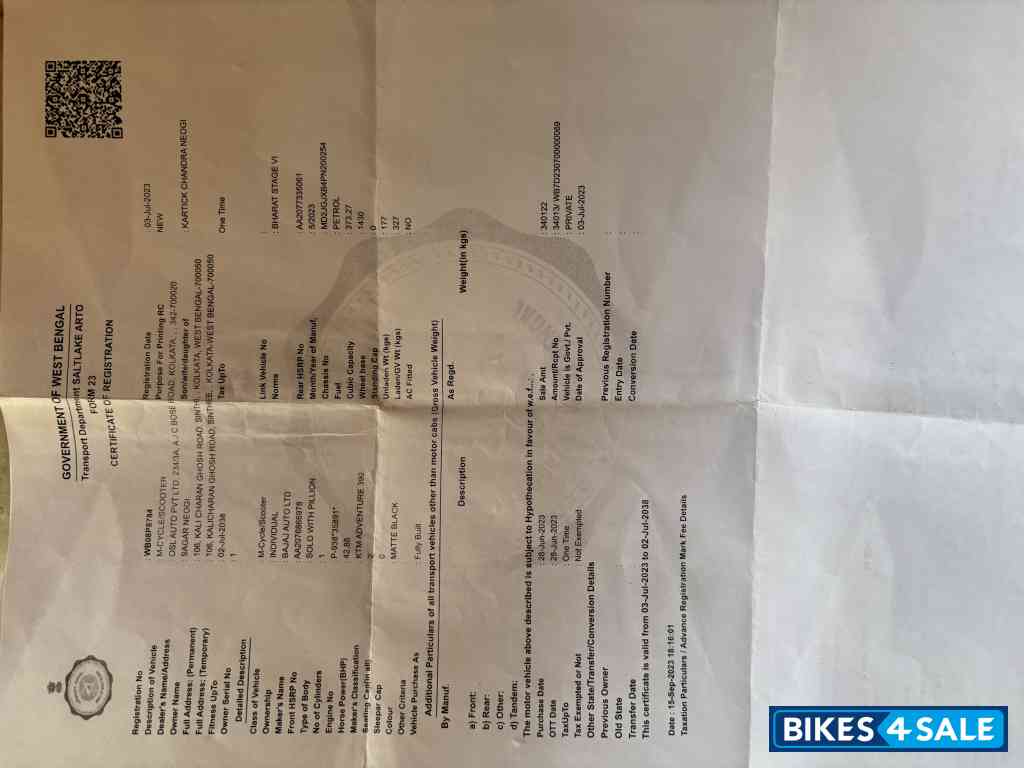 GOVERNMENT OF WEST BENGAL
Transport Department SALTLAKE ARTO
FORM 23
CERTIFICATE OF REGISTRATION
Registration No : WB08PS784 Registration Date : 03-Jul-2023
Description of Vehicle : M-CYCLE/SCOOTER Purpose For Printing RC NEW
Dealer's Name/Address : OSL AUTO PVT LTD, 234/3A, A J C BOSE ROAD, KOLKATA, , 342-700020
Owner Name : SAGAR NEOGI Son/wife/daughter of : KARTICK CHANDRA NEOGI
Full Address: (Permanent) : 106, KALI CHARAN GHOSH ROAD, KOLKATA, WEST BENGAL-700050
Full Address: (Temporary) : 106, KALICHARAN GHOSH ROAD, KOLKATA-WEST BENGAL-700050
Fitness UpTo : 02-Jul-2038 Tax UpTo One Time
Owner Serial No : 1
Detailed Description
Class of Vehicle : M-Cycle/Scooter Link Vehicle No :
Ownership : INDIVIDUAL Norms : BHARAT STAGE VI
Maker's Name : BAJAJ AUTO LTD
Front HSRP No : Rear HSRP No : AA2077335061
Type of Body : SOLO WITH PILLION Month/Year of Manuf. : 5/2023
No of Cylinders : 1 Chassis No
Engine No Fuel : PETROL
Horse Power(BHP) : 42.88 Cubic Capacity : 373.27
Maker's Classification : KTM ADVENTURE 390 Wheel base : 1430
Seating Cap(in all) : 2 Standing Cap : 0
Sleeper Cap : 0 Unladen Wt (kgs) : 177
Colour : MATTE BLACK Laden/GV Wt (kgs) : 327
Other Criteria AC Fitted : NO
Vehicle Purchase As : Fully Built
Additional Particulars of all transport vehicles other than motor cabs (Gross Vehicle Weight)
By Manuf. Description As Regd. Weight(in kgs)
a) Front:
b) Rear:
c) Other:
d) Tandem:
The motor vehicle above described is subject to Hypothecation in favour of w.e.f.
Purchase Date : 28-Jun-2023 Sale Amt : 340122
OTT Date : 28-Jun-2023 Amount/Rcpt No : 34013/ WB7D230700000069
TaxUpTo : One Time Vehicle is Govt./ Pvt. : PRIVATE
Tax Exempted or Not Not Exempted Date of Approval : 03-Jul-2023
Other State/Transfer/Conversion Details
Previous Owner Previous Registration Number :
Old State Entry Date :
Transfer Date Conversion Date :
This certificate is valid from 03-Jul-2023 to 02-Jul-2038
Date : 15-Sep-2023 18:16:01
Taxation Particulars / Advance Registration Mark Fee Details
BIKES4SALE